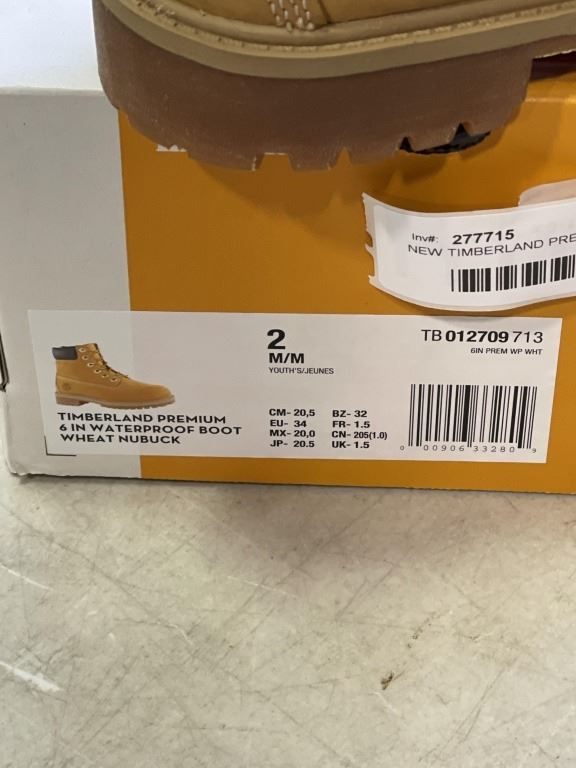 Inv#: 277715
NEW TIMBERLAND PRE
2
M/M
YOUTH'S/JEUNES
TB 012709 713
6IN PREM WP WHT
TIMBERLAND PREMIUM
6 IN WATERPROOF BOOT
WHEAT NUBUCK
CM- 20,5 BZ- 32
EU- 34 FR- 1.5
MX- 20,0 CN- 205(1.0)
JP- 20.5 UK- 1.5
0 00906 33280 9